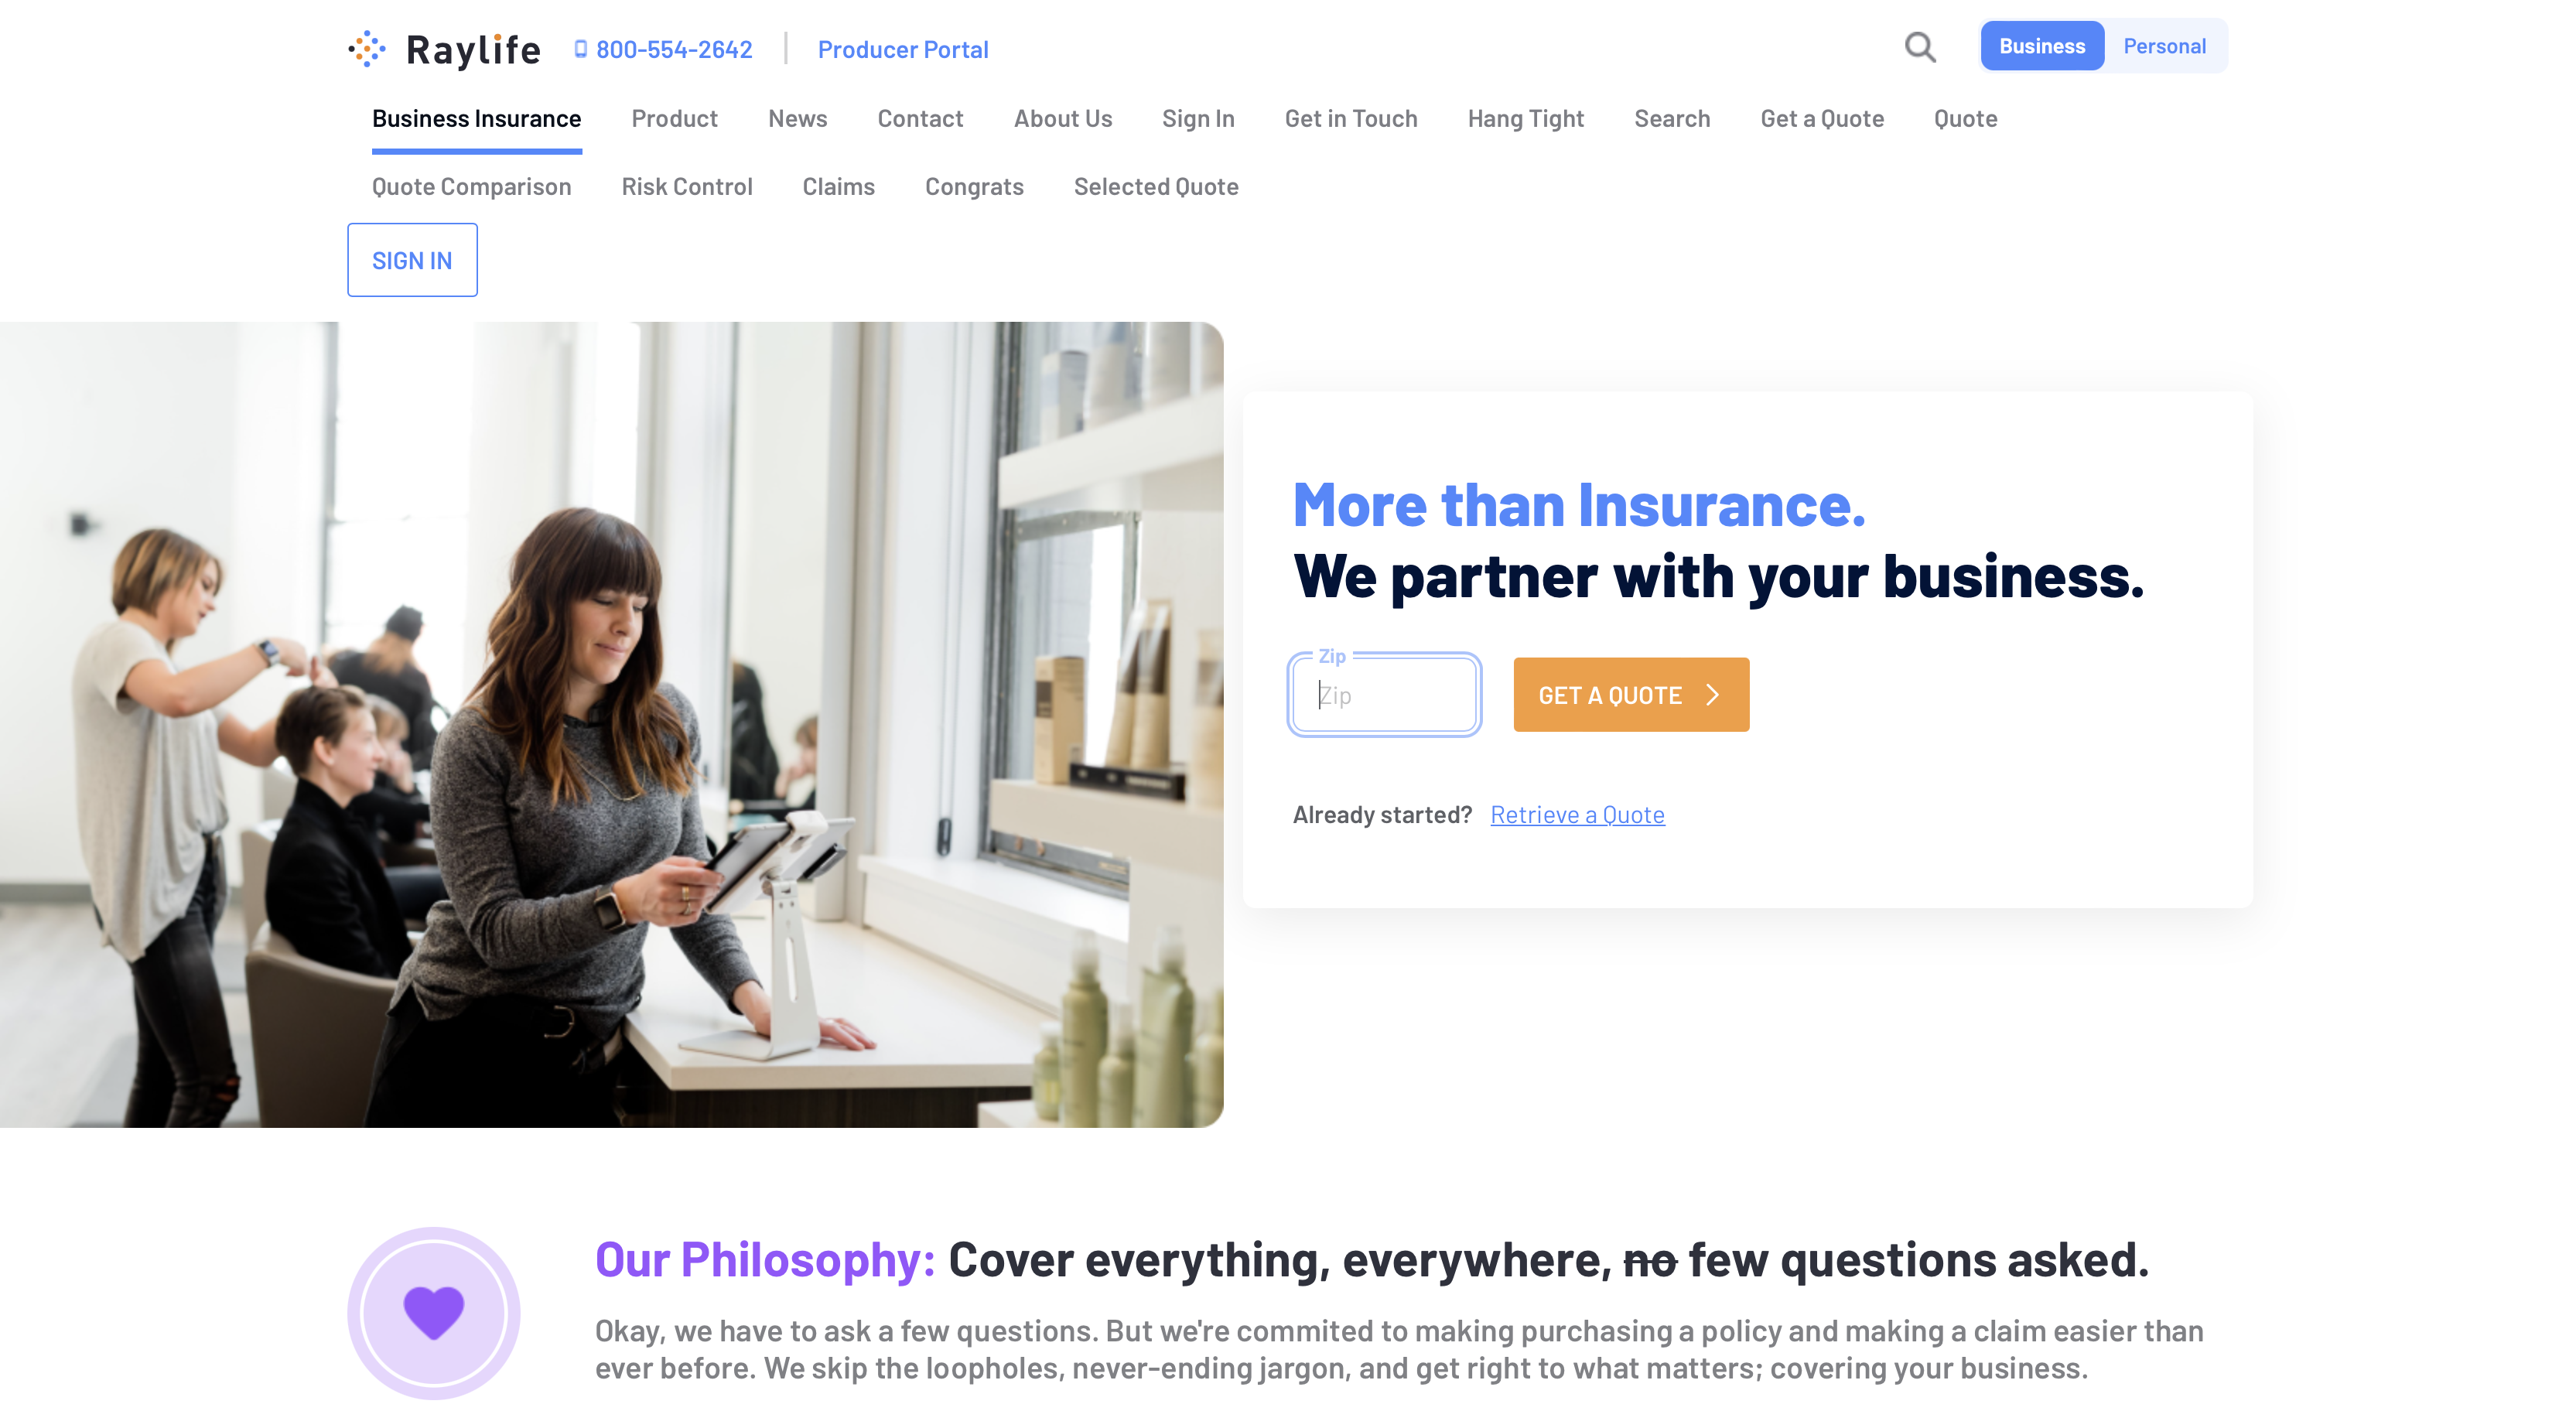 Raylife
800-554-2642
Producer Portal
Business
Personal
Business Insurance
Product
News
Contact
About Us
Sign In
Get in Touch
Hang Tight
Search
Get a Quote
Quote
Quote Comparison
Risk Control
Claims
Congrats
Selected Quote
SIGN IN
More than Insurance.
We partner with your business.
Zip
Zip
GET A QUOTE
Already started? Retrieve a Quote
Our Philosophy: Cover everything, everywhere, no few questions asked.
Okay, we have to ask a few questions. But we're commited to making purchasing a policy and making a claim easier than
ever before. We skip the loopholes, never-ending jargon, and get right to what matters; covering your business.